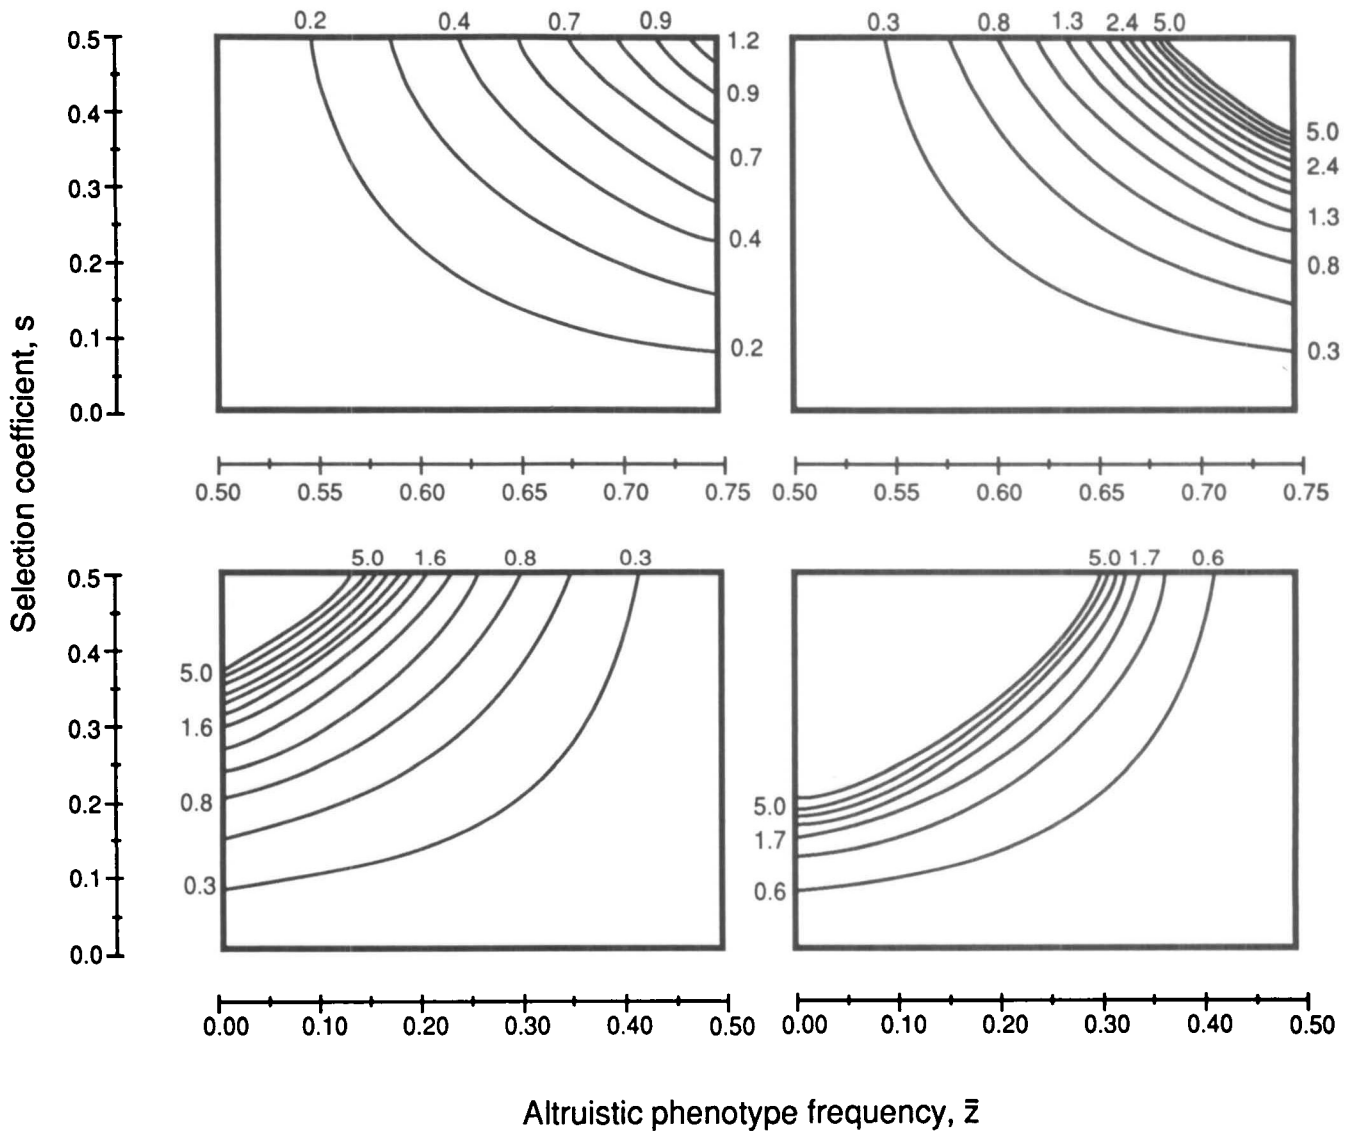 0.2 0.4 0.7 0.9
0.3 0.8 1.3 2.4 5.0
0.5
0.4
0.3
0.2
0.1
0.0
1.2
0.9
0.7
0.4
0.2
5.0
2.4
1.3
0.8
0.3
0.50 0.55 0.60 0.65 0.70 0.75
0.50 0.55 0.60 0.65 0.70 0.75
Selection coefficient, s
5.0 1.6 0.8 0.3
5.0 1.7 0.6
0.5
0.4
0.3
0.2
0.1
0.0
5.0
1.6
0.8
0.3
5.0
1.7
0.6
0.00 0.10 0.20 0.30 0.40 0.50
0.00 0.10 0.20 0.30 0.40 0.50
Altruistic phenotype frequency, z̄